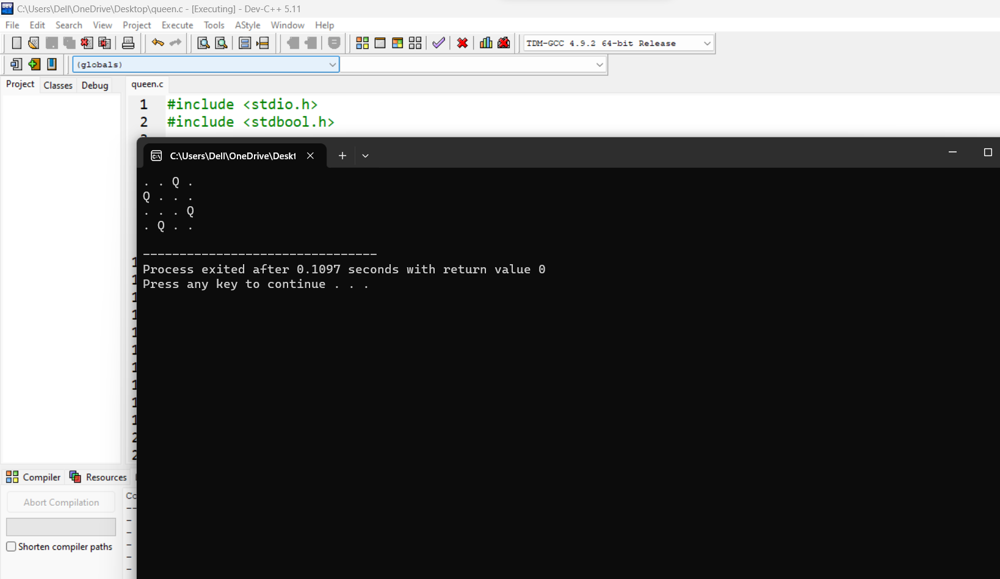 C:\Users\Dell\OneDrive\Desktop\queen.c - [Executing] - Dev-C++ 5.11
File Edit Search View Project Execute Tools AStyle Window Help
TDM-GCC 4.9.2 64-bit Release
(globals)
Project Classes Debug queen.c
1 #include <stdio.h>
2 #include <stdbool.h>
C:\Users\Dell\OneDrive\Deskt
. . Q .
Q . . .
. . . Q
. Q . .
--------------------------------
Process exited after 0.1097 seconds with return value 0
Press any key to continue . . .
Compiler Resources
Abort Compilation
Shorten compiler paths